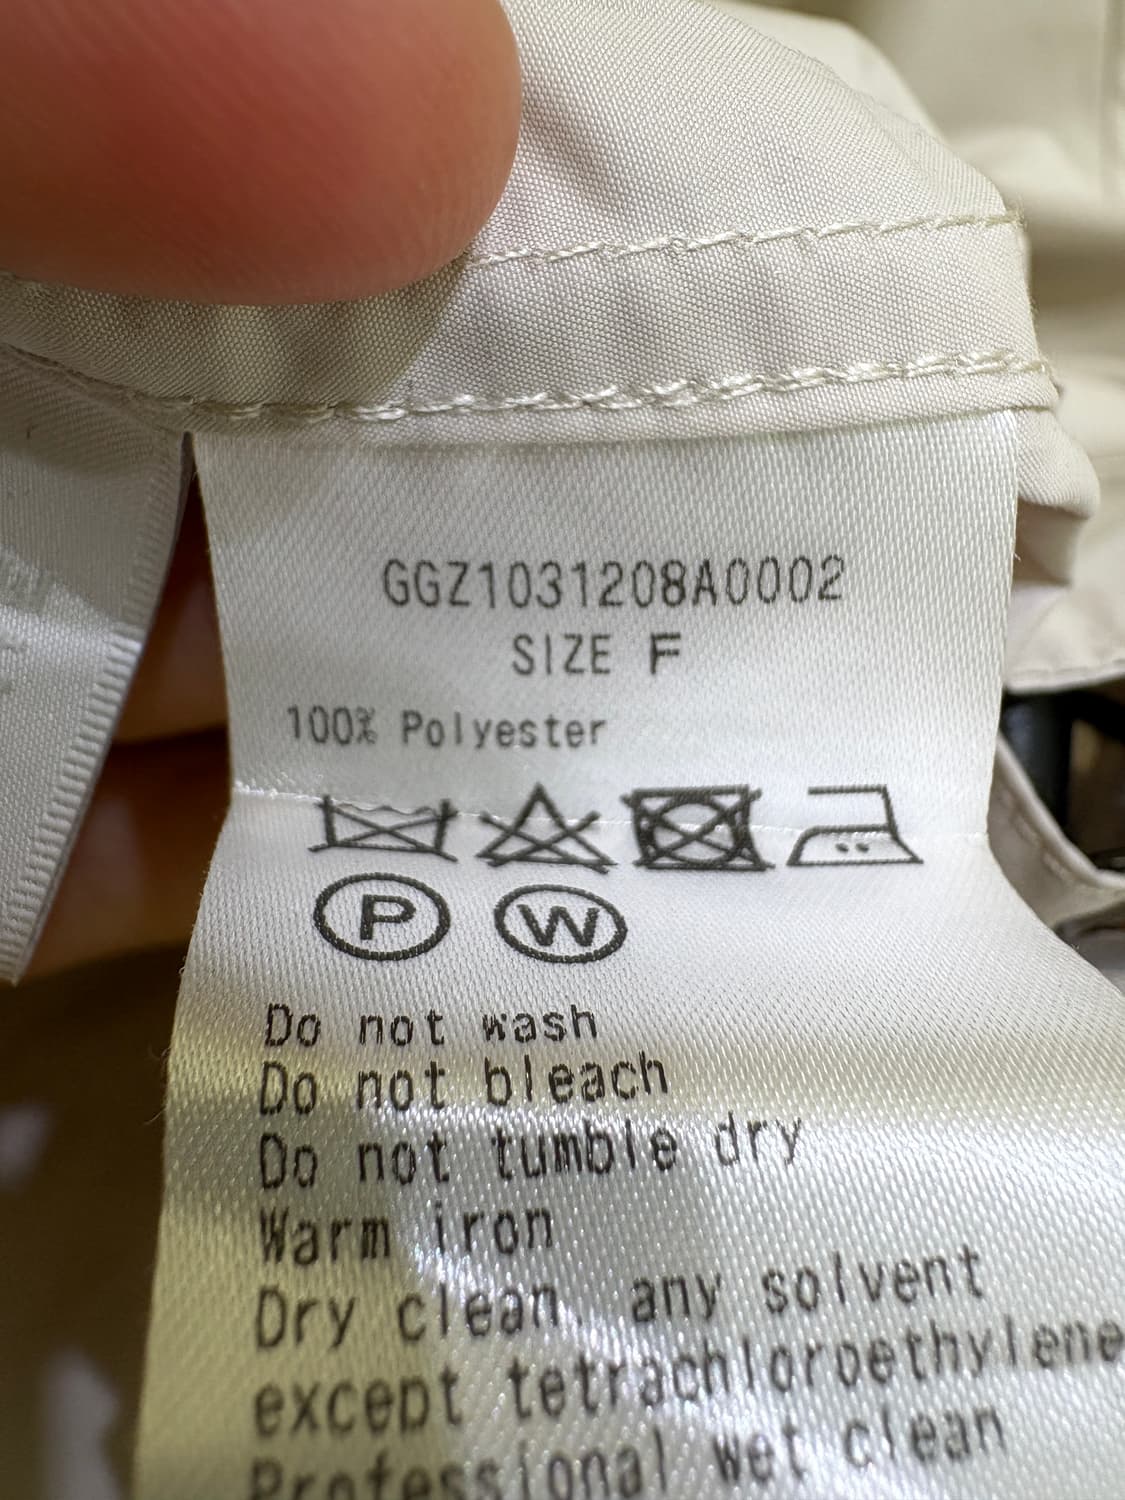 GGZ1031208A0002
SIZE F
100% Polyester
P W
Do not wash
Do not bleach
Do not tumble dry
Warm iron
Dry clean, any solvent
except tetrachloroethylene
Professional wet clean